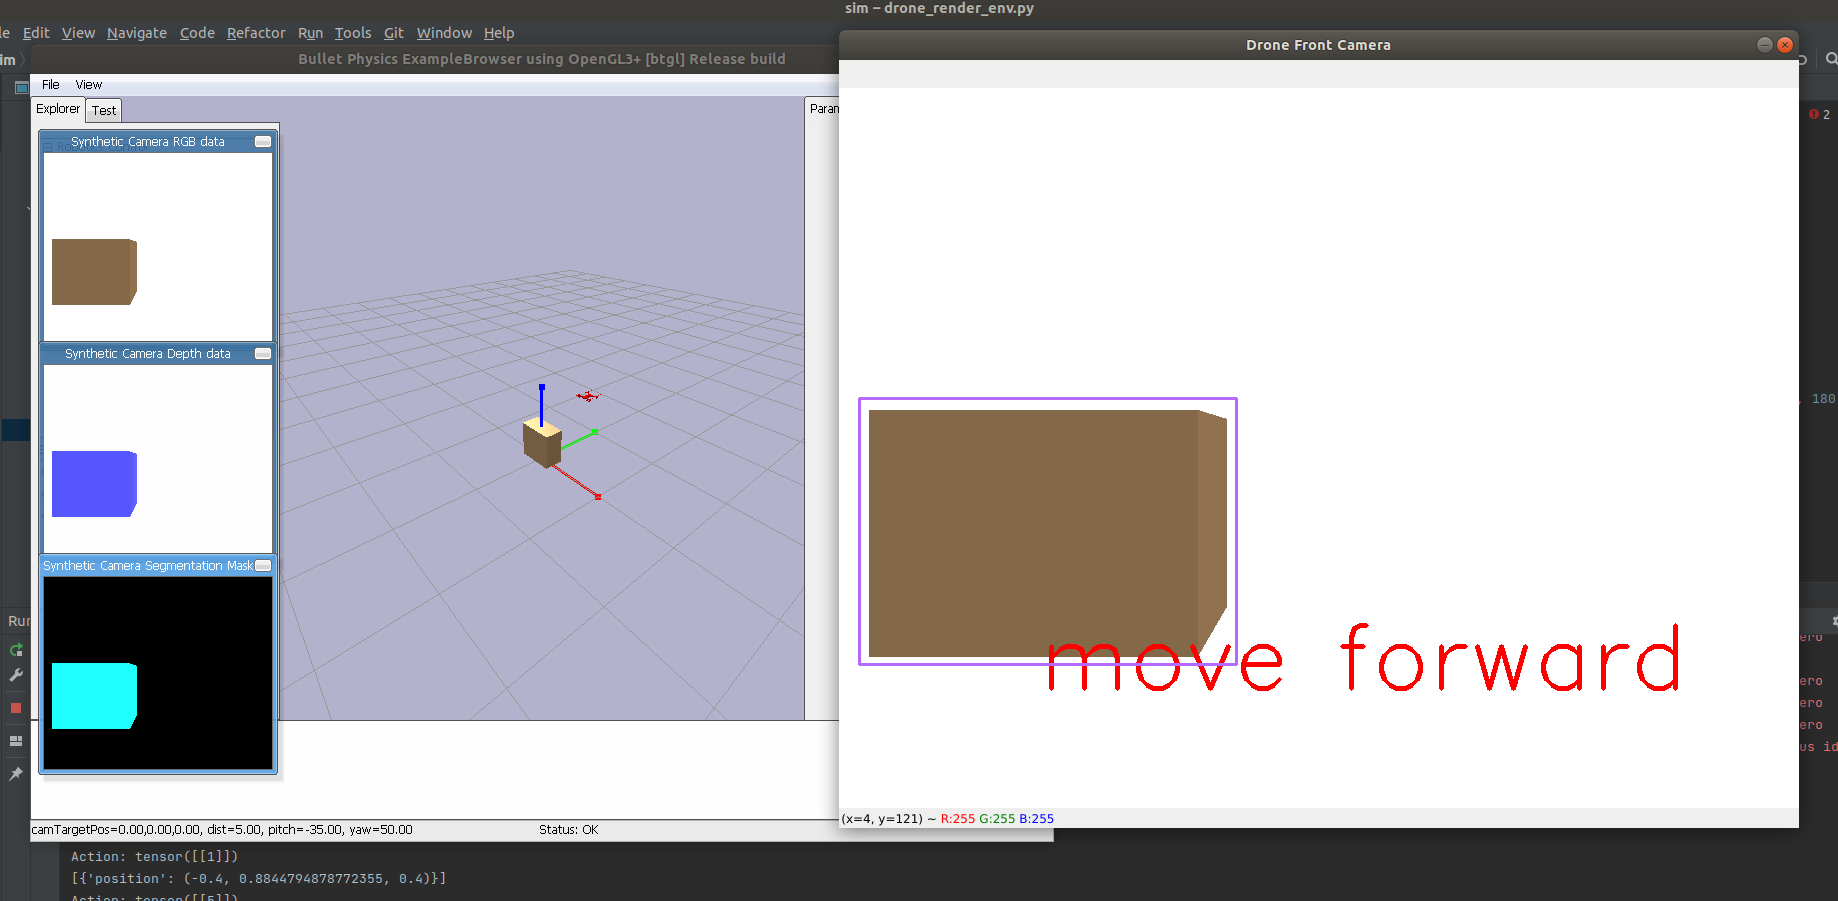 sim – drone_render_env.py
le Edit View Navigate Code Refactor Run Tools Git Window Help
im
Bullet Physics ExampleBrowser using OpenGL3+ [btgl] Release build
Drone Front Camera
File View
Explorer Test
Param
2
Synthetic Camera RGB data
Synthetic Camera Depth data
, 180
Synthetic Camera Segmentation Mask
move forward
Run
ero
ero
ero
ero
us id
(x=4, y=121) ~ R:255 G:255 B:255
camTargetPos=0.00,0.00,0.00, dist=5.00, pitch=-35.00, yaw=50.00 Status: OK
Action: tensor([[1]])
[{'position': (-0.4, 0.8844794878772355, 0.4)}]
Action: tensor([[5]])